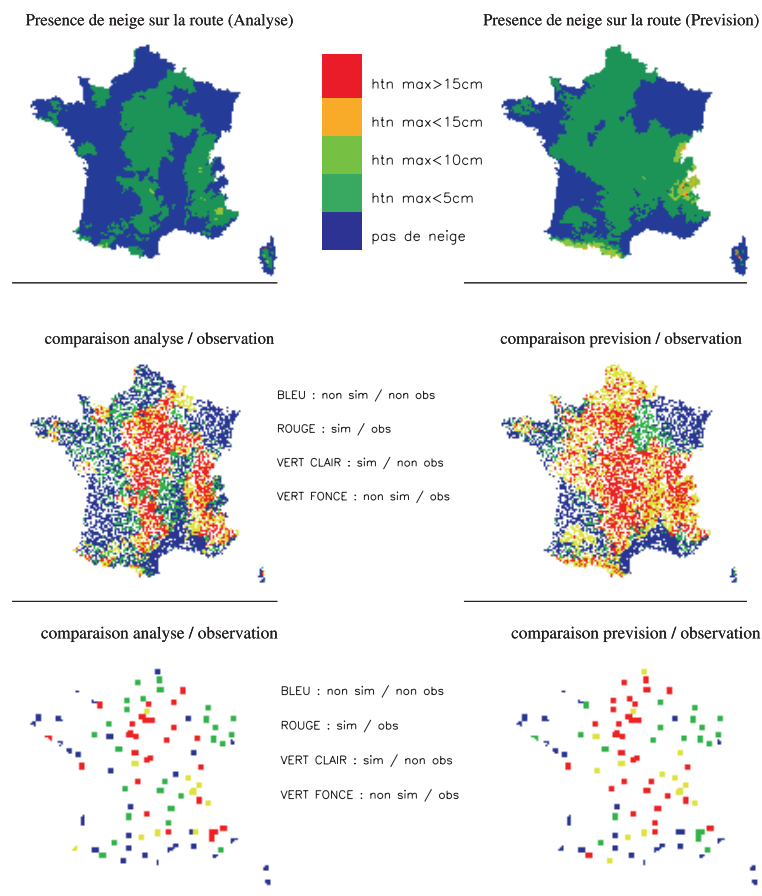 Presence de neige sur la route (Analyse)
Presence de neige sur la route (Prevision)
htn max>15cm
htn max<15cm
htn max<10cm
htn max<5cm
pas de neige
comparaison analyse / observation
comparaison prevision / observation
BLEU : non sim / non obs
ROUGE : sim / obs
VERT CLAIR : sim / non obs
VERT FONCE : non sim / obs
comparaison analyse / observation
comparaison prevision / observation
BLEU : non sim / non obs
ROUGE : sim / obs
VERT CLAIR : sim / non obs
VERT FONCE : non sim / obs